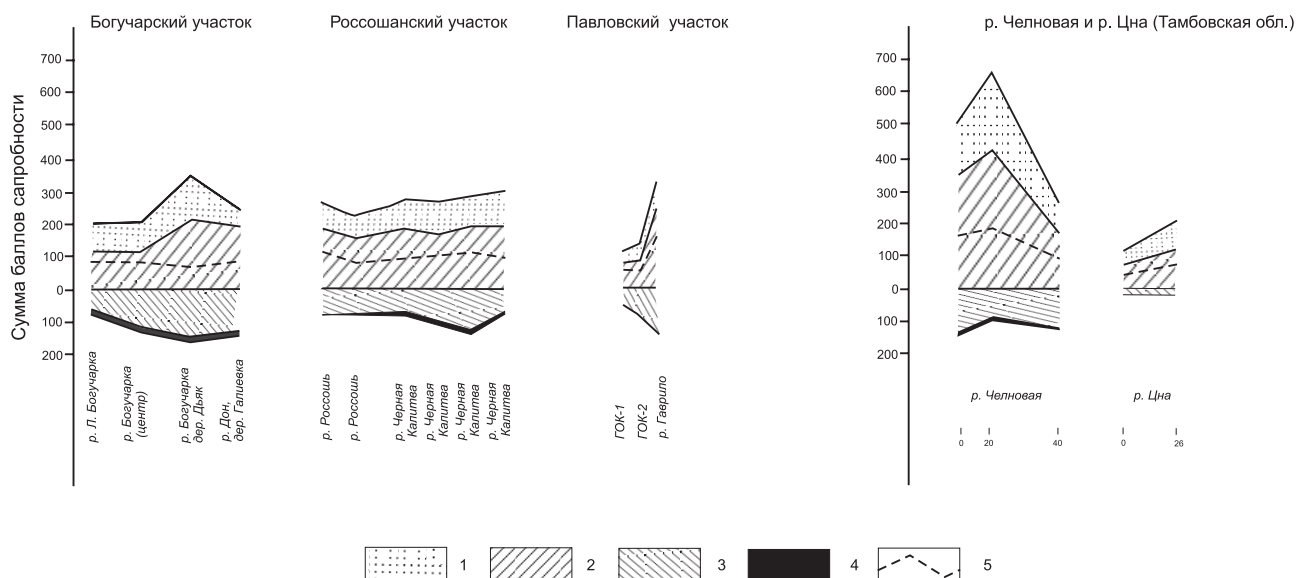 Богучарский участок
Россошанский участок
Павловский участок
р. Челновая и р. Цна (Тамбовская обл.)
Сумма баллов сапробности
700
600
500
400
300
200
100
0
100
200
700
600
500
400
300
200
100
0
100
200
р. Л. Богучарка
р. Богучарка
(центр)
р. Богучарка
дер. Дьяк
р. Дон,
дер. Галиевка
р. Россошь
р. Россошь
р. Черная
Калитва
р. Черная
Калитва
р. Черная
Калитва
р. Черная
Калитва
ГОК-1
ГОК-2
р. Гаврило
р. Челновая
р. Цна
0 20 40
0 26
1 2 3 4 5